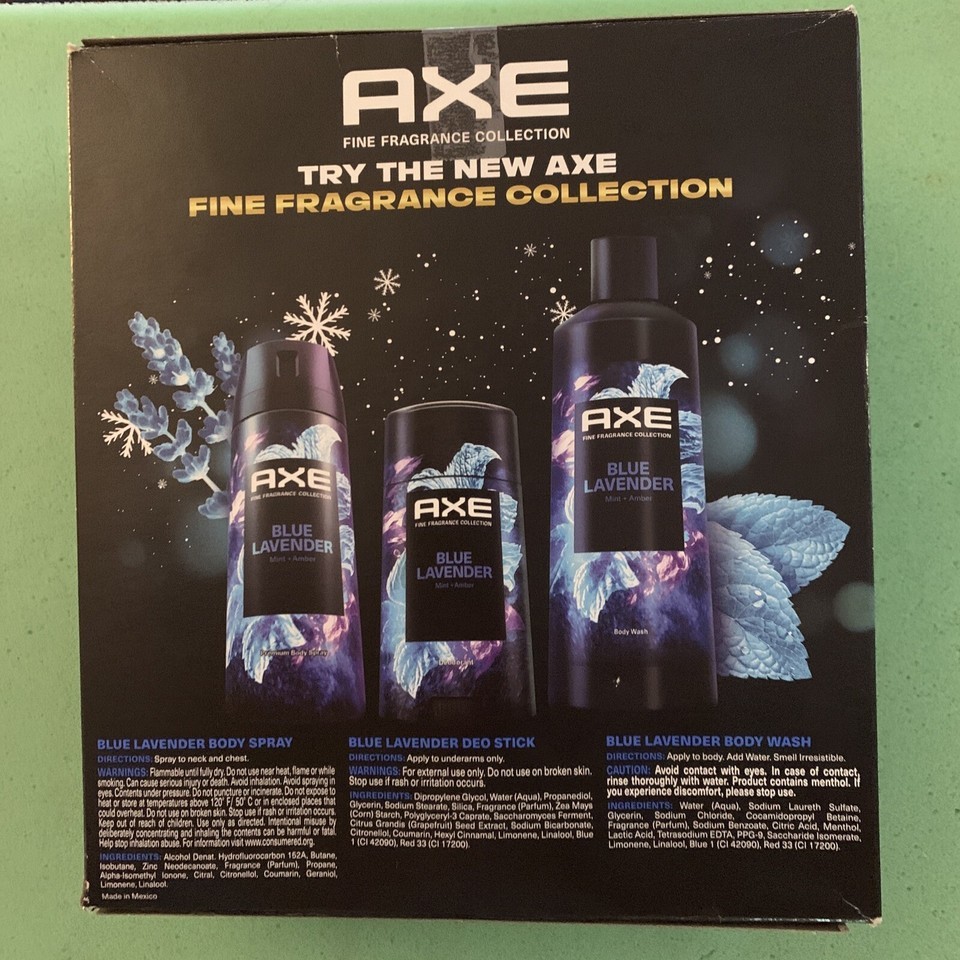 AXE
FINE FRAGRANCE COLLECTION
TRY THE NEW AXE
FINE FRAGRANCE COLLECTION
AXE
FINE FRAGRANCE COLLECTION
BLUE
LAVENDER
Mint • Amber
Premium Body Spray
AXE
FINE FRAGRANCE COLLECTION
BLUE
LAVENDER
Mint • Amber
Deodorant
AXE
FINE FRAGRANCE COLLECTION
BLUE
LAVENDER
Mint • Amber
Body Wash
BLUE LAVENDER BODY SPRAY
DIRECTIONS: Spray to neck and chest.
WARNINGS: Flammable until fully dry. Do not use near heat, flame or while
smoking. Can cause serious injury or death. Avoid inhalation. Avoid spraying in
eyes. Contents under pressure. Do not puncture or incinerate. Do not expose to
heat or store at temperatures above 120° F/ 50° C or in enclosed places that
could overheat. Do not use on broken skin. Stop use if rash or irritation occurs.
Keep out of reach of children. Use only as directed. Intentional misuse by
deliberately concentrating and inhaling the contents can be harmful or fatal.
Help stop inhalation abuse. For information visit www.consumered.org.
INGREDIENTS: Alcohol Denat. Hydrofluorocarbon 152A, Butane,
Isobutane, Zinc Neodecanoate, Fragrance (Parfum), Propane,
Alpha-Isomethyl Ionone, Citral, Citronellol, Coumarin, Geraniol,
Limonene, Linalool.
Made in Mexico
BLUE LAVENDER DEO STICK
DIRECTIONS: Apply to underarms only.
WARNINGS: For external use only. Do not use on broken skin.
Stop use if rash or irritation occurs.
INGREDIENTS: Dipropylene Glycol, Water (Aqua), Propanediol,
Glycerin, Sodium Stearate, Silica, Fragrance (Parfum), Zea Mays
(Corn) Starch, Polyglyceryl-3 Caprate, Saccharomyces Ferment,
Citrus Grandis (Grapefruit) Seed Extract, Sodium Bicarbonate,
Citronellol, Coumarin, Hexyl Cinnamal, Limonene, Linalool, Blue
1 (CI 42090), Red 33 (CI 17200).
BLUE LAVENDER BODY WASH
DIRECTIONS: Apply to body. Add Water. Smell Irresistible.
CAUTION: Avoid contact with eyes. In case of contact,
rinse thoroughly with water. Product contains menthol. If
you experience discomfort, please stop use.
INGREDIENTS: Water (Aqua), Sodium Laureth Sulfate,
Glycerin, Sodium Chloride, Cocamidopropyl Betaine,
Fragrance (Parfum), Sodium Benzoate, Citric Acid, Menthol,
Lactic Acid, Tetrasodium EDTA, PPG-9, Saccharide Isomerate,
Limonene, Linalool, Blue 1 (CI 42090), Red 33 (CI 17200).